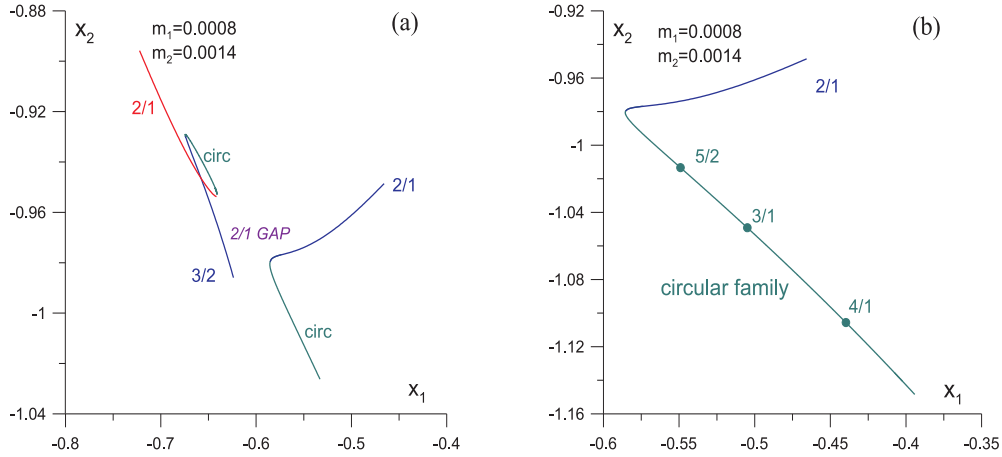 -0.88
x2
m1=0.0008
m2=0.0014
(a)
2/1
-0.92
circ
2/1
-0.96
2/1 GAP
3/2
-1
circ
x1
-1.04
-0.8
-0.7
-0.6
-0.5
-0.4
-0.92
x2
m1=0.0008
m2=0.0014
(b)
2/1
-0.96
-1
5/2
-1.04
3/1
-1.08
circular family
4/1
-1.12
x1
-1.16
-0.6
-0.55
-0.5
-0.45
-0.4
-0.35